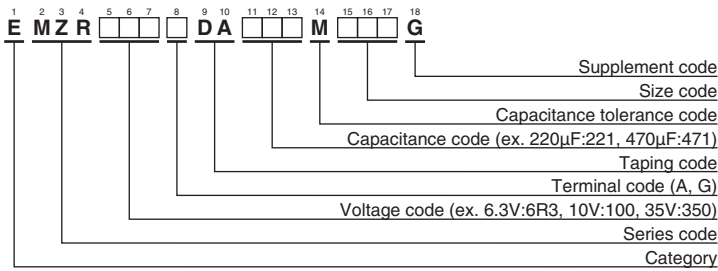 1 2 3 4 5 6 7 8 9 10 11 12 13 14 15 16 17 18
E MZR □□□ □ DA □□□ M □□□ G
Supplement code
Size code
Capacitance tolerance code
Capacitance code (ex. 220μF:221, 470μF:471)
Taping code
Terminal code (A, G)
Voltage code (ex. 6.3V:6R3, 10V:100, 35V:350)
Series code
Category